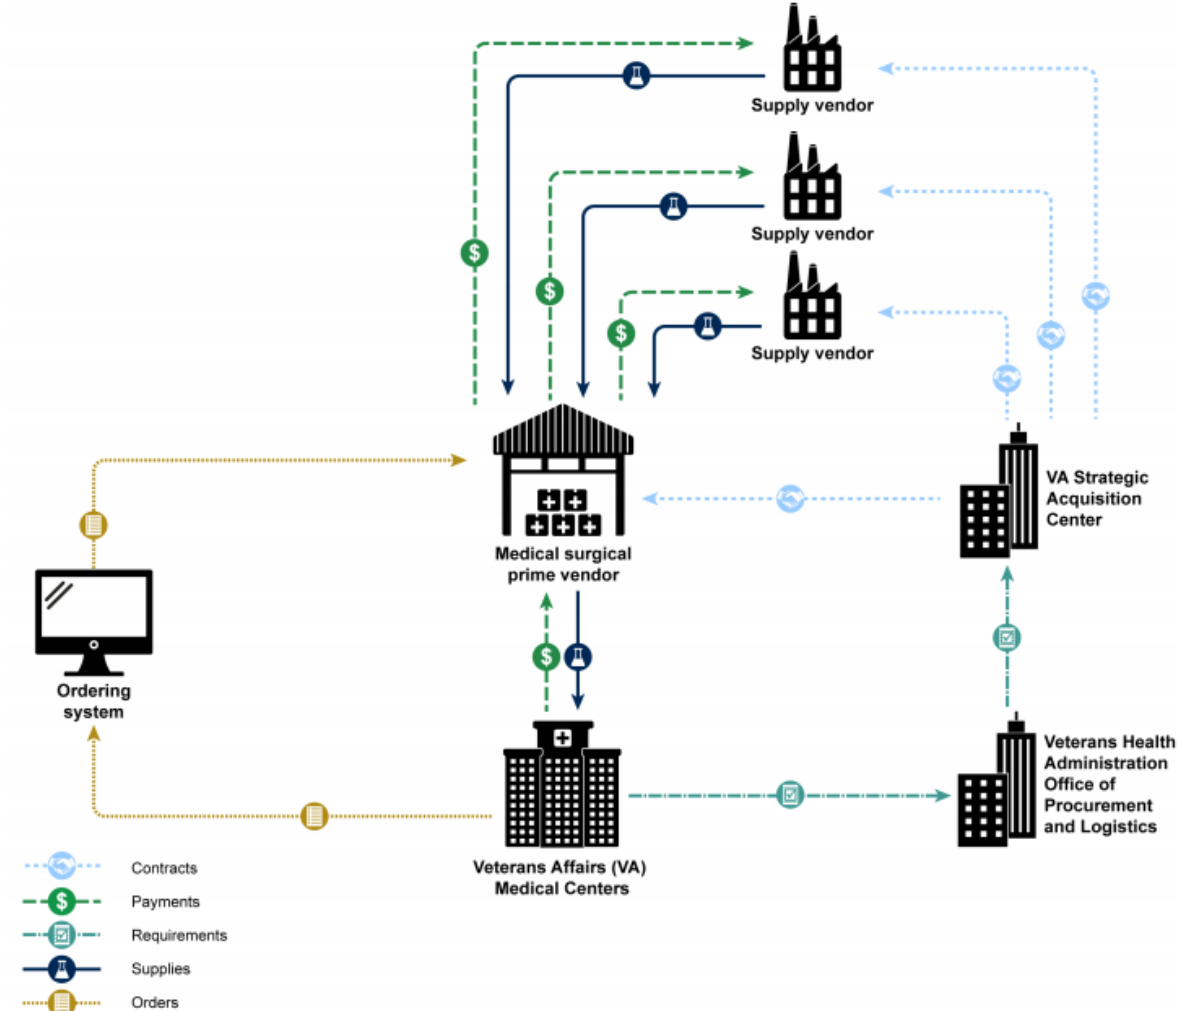 Supply vendor
$
Supply vendor
$
Supply vendor
$
VA Strategic
Acquisition
Center
Medical surgical
prime vendor
$
Ordering
system
Veterans Health
Administration
Office of
Procurement
and Logistics
Veterans Affairs (VA)
Medical Centers
Contracts
$ Payments
Requirements
Supplies
Orders